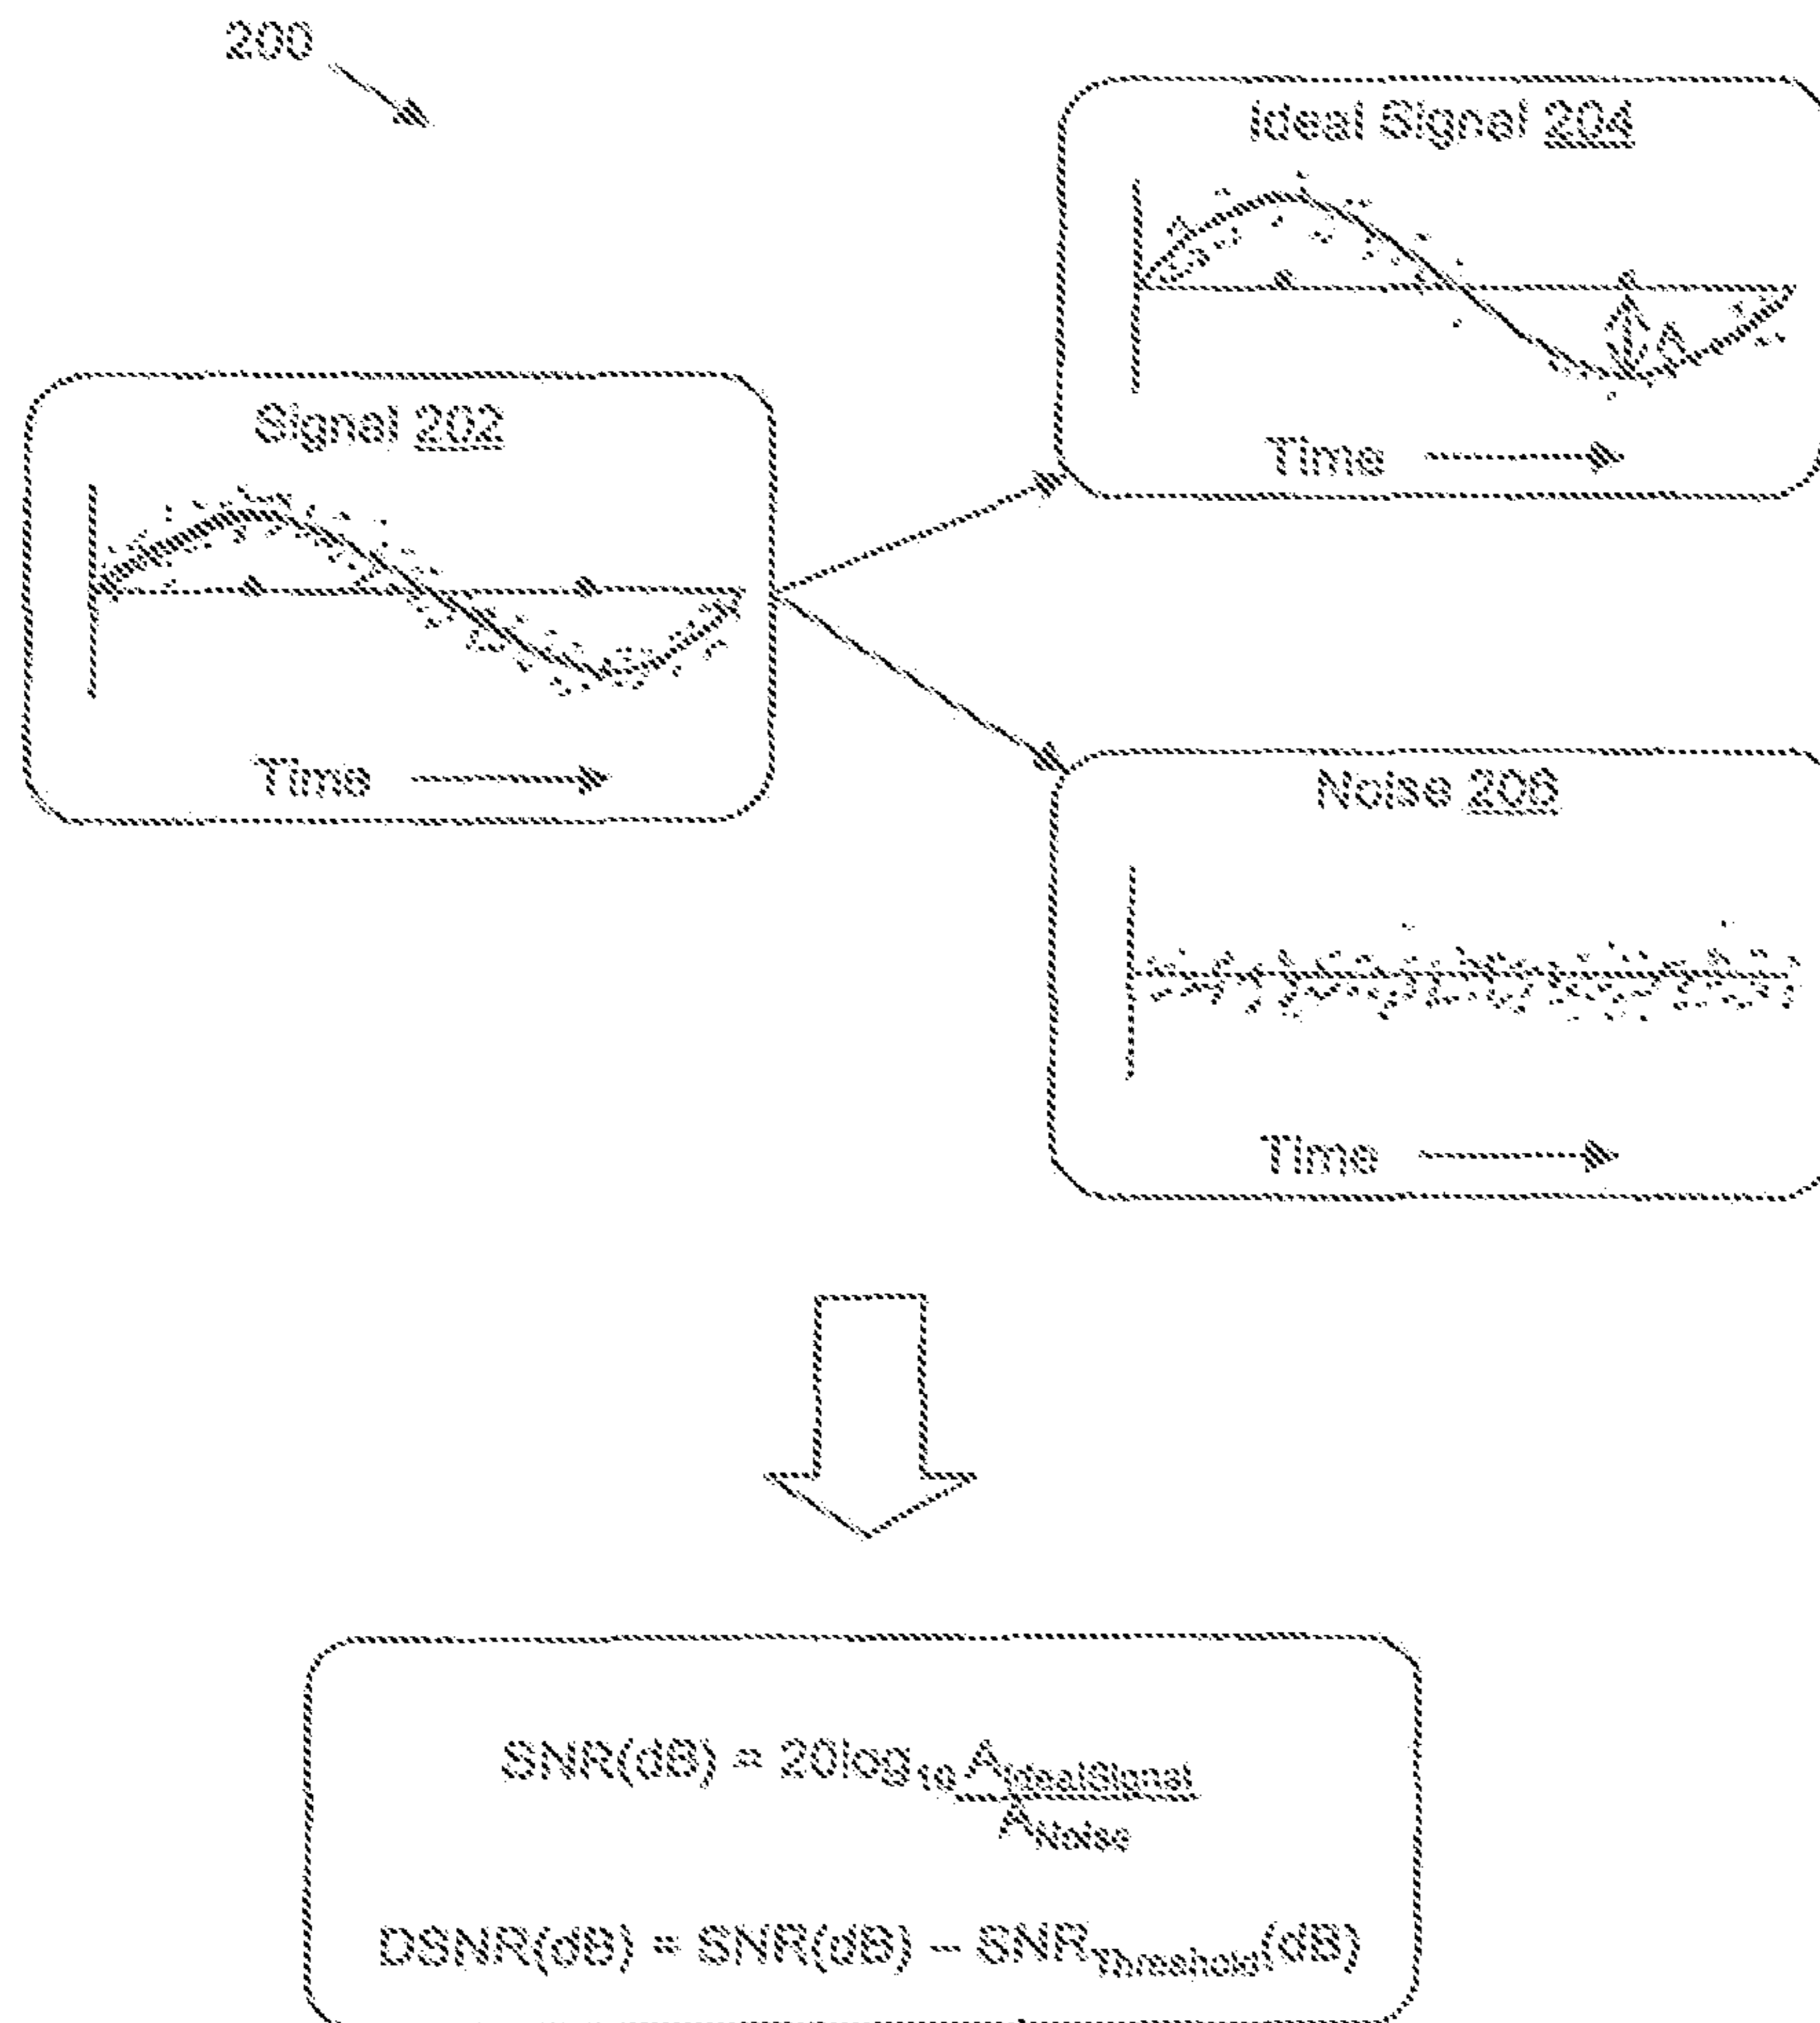 200
Ideal Signal 204
A
Time
Signal 202
Time
Noise 206
Time
SNR(dB) = 20log10 AIdealSignal
ANoise
DSNR(dB) = SNR(dB) – SNRThreshold(dB)